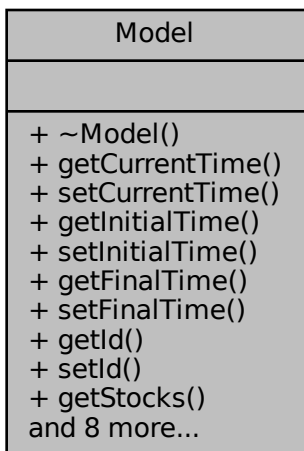 Model
+ ~Model()
+ getCurrentTime()
+ setCurrentTime()
+ getInitialTime()
+ setInitialTime()
+ getFinalTime()
+ setFinalTime()
+ getId()
+ setId()
+ getStocks()
and 8 more...